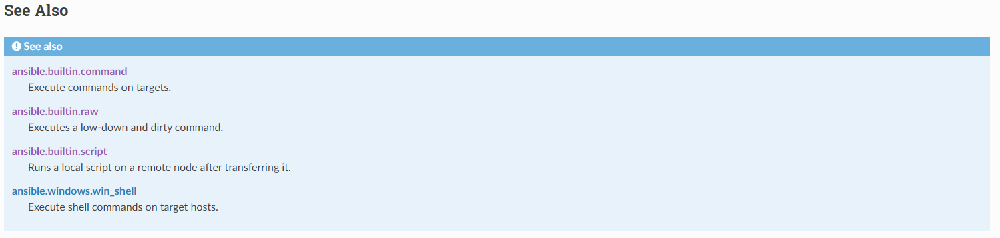 See Also
See also
ansible.builtin.command
Execute commands on targets.
ansible.builtin.raw
Executes a low-down and dirty command.
ansible.builtin.script
Runs a local script on a remote node after transferring it.
ansible.windows.win_shell
Execute shell commands on target hosts.